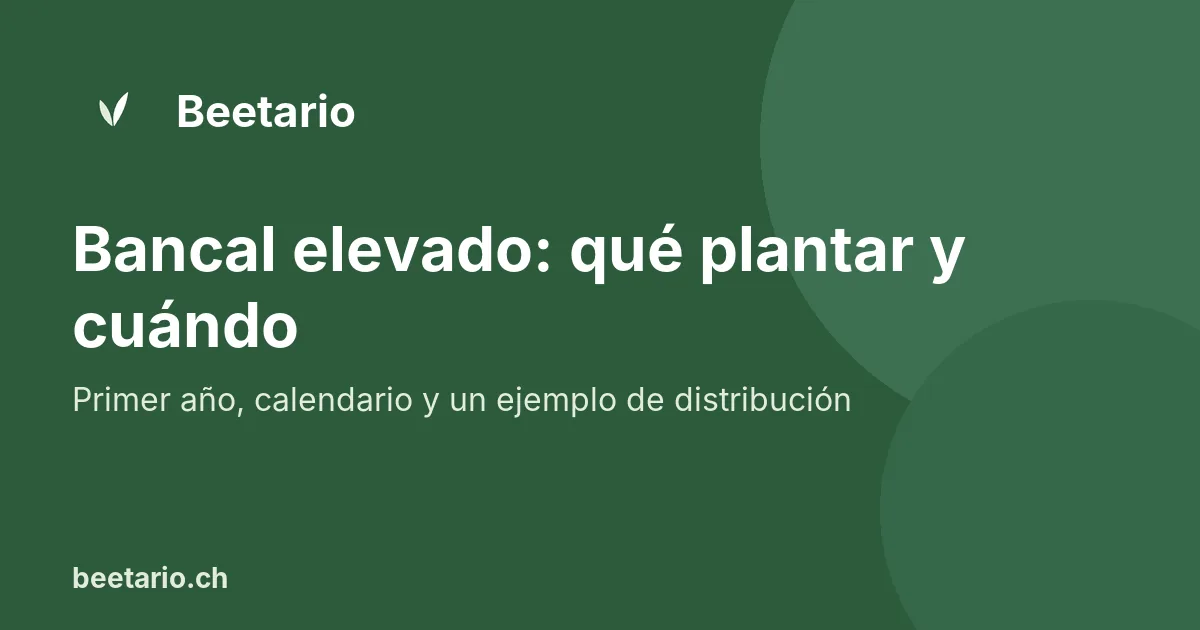 Beetario
Bancal elevado: qué plantar y
cuándo
Primer año, calendario y un ejemplo de distribución
beetario.ch